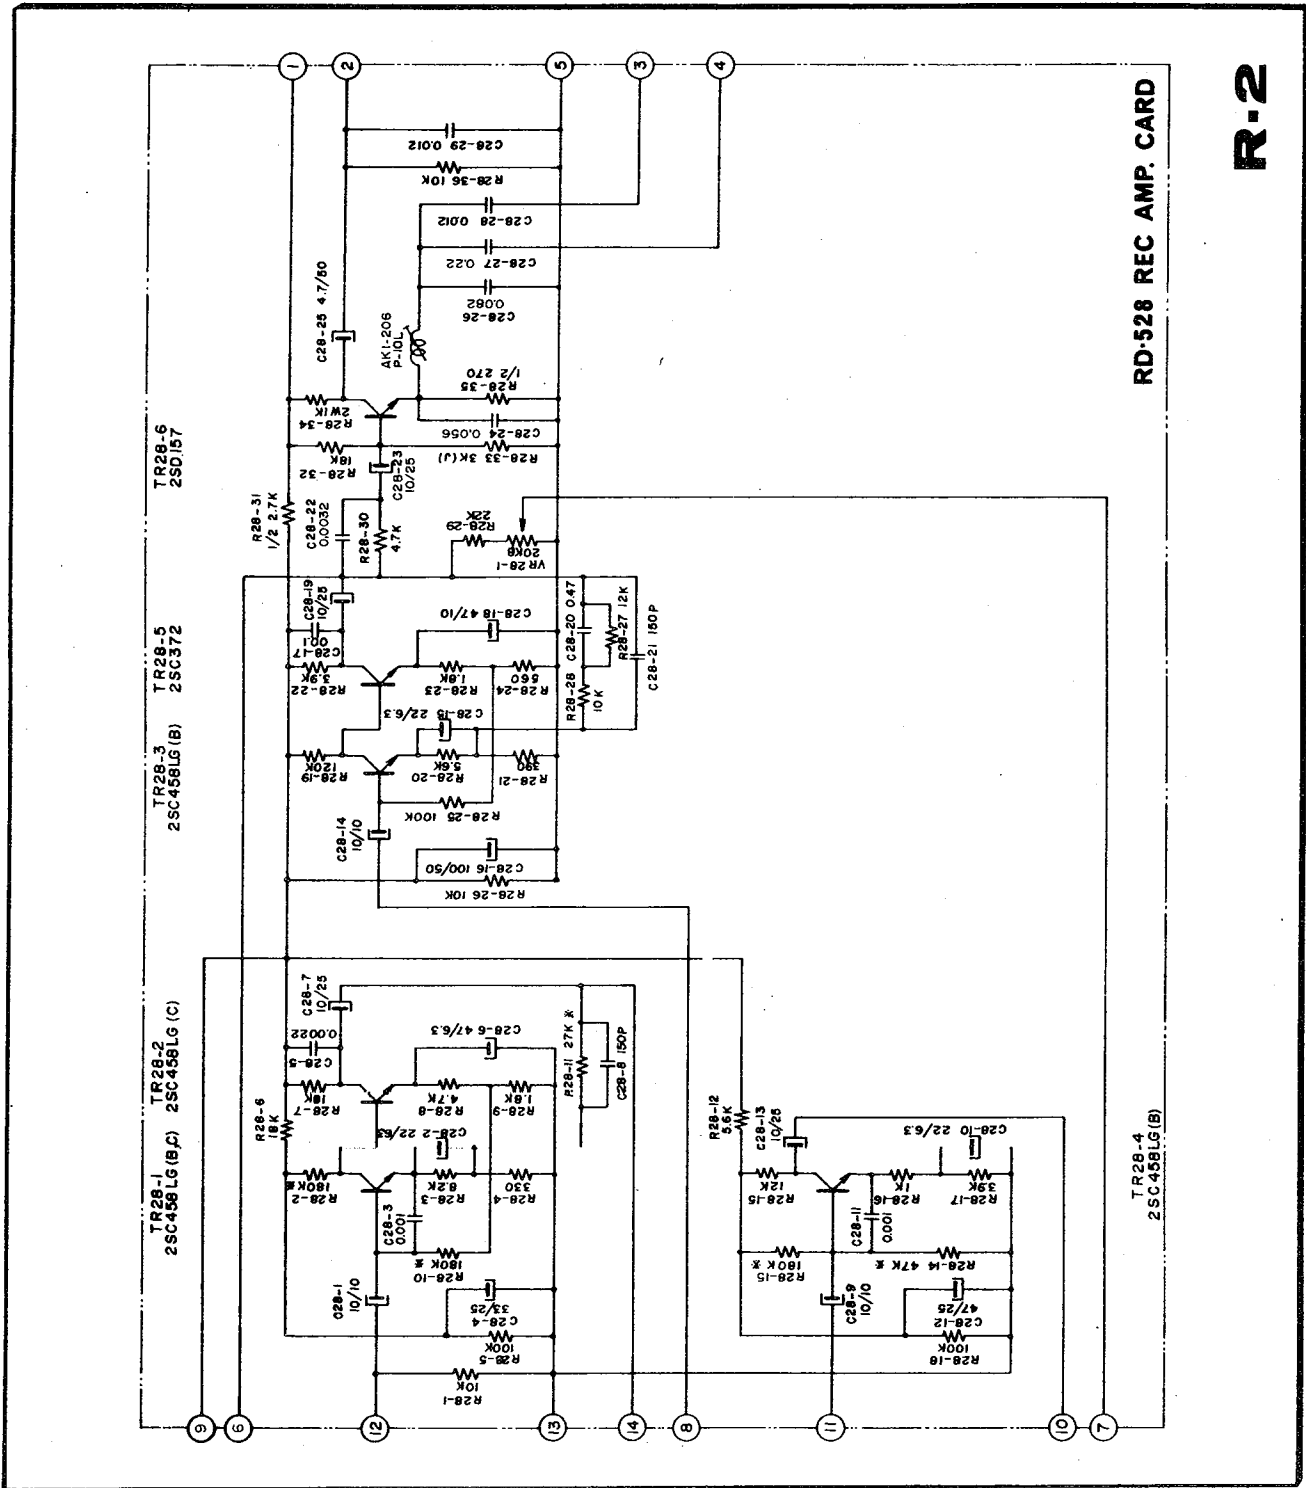 R-2
RD-528 REC AMP. CARD
1
2
5
3
4
C28-29 0.012
R28-36 10K
C28-28 0.012
C28-27 0.22
C28-26
0.082
C28-25 4.7/50
AK1-206
P-10L
R28-35
1/2 270
R28-34
2W1K
C28-24
0.056
R28-33 3K(J)
R28-32
18K
C28-23
10/25
TR28-6
2SD157
R28-31
1/2 2.7K
C28-22
0.0032
R28-30
4.7K
R28-29
22K
VR28-1
20KB
C28-19
10/25
C28-17
R28-22
3.9K
C28-18 47/10
R28-23
1.8K
R28-24
560
C28-20 0.47
R28-27 12K
R28-28
10K
C28-21 150P
TR28-5
2SC372
TR28-3
2SC458LG(B)
R28-19
120K
C28-15 22/6.3
R28-20
5.6K
R28-21
390
R28-25 100K
C28-14
10/10
C28-16 100/50
R28-26 10K
TR28-2
2SC458LG(C)
TR28-1
2SC458LG(B,C)
C28-7
10/25
C28-5
0.0022
R28-7
18K
R28-6
18K
C28-6 47/6.3
R28-8
4.7K
R28-9
1.8K
R28-11 27K *
C28-8 150P
R28-2
180K*
C28-2 22/63
R28-3
8.2K
R28-4
330
C28-3
0.001
R28-10
180K *
C28-1
10/10
C28-4
33/25
R28-5
100K
R28-1
10K
R28-12
5.6K
C28-13
10/25
R28-15
12K
C28-10 22/6.3
R28-16
1K
R28-17
3.9K
C28-11
0.001
R28-15
180K *
R28-14 47K *
C28-9
10/10
C28-12
47/25
R28-18
100K
TR28-4
2SC458LG(B)
9
6
12
13
14
8
11
10
7